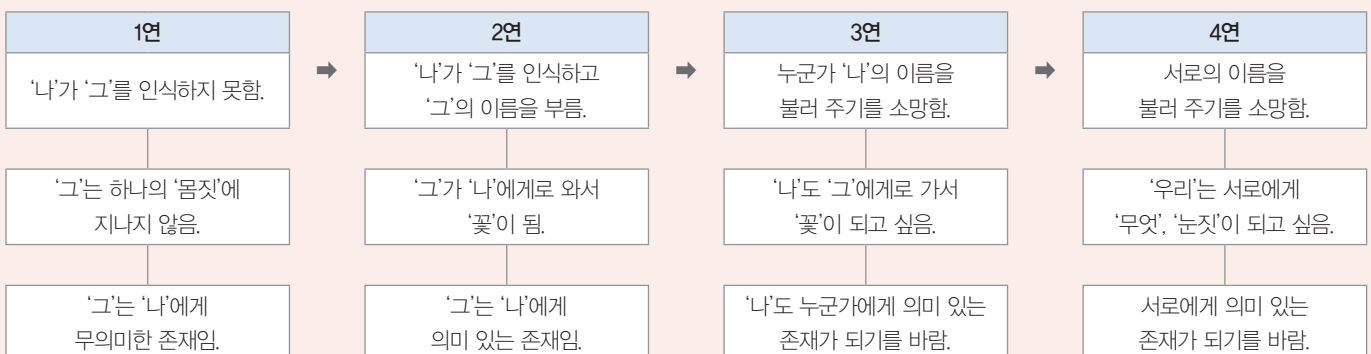 1연
'나'가 '그'를 인식하지 못함.
'그'는 하나의 '몸짓'에
지나지 않음.
'그'는 '나'에게
무의미한 존재임.
➡
2연
'나'가 '그'를 인식하고
'그'의 이름을 부름.
'그'가 '나'에게로 와서
'꽃'이 됨.
'그'는 '나'에게
의미 있는 존재임.
➡
3연
누군가 '나'의 이름을
불러 주기를 소망함.
'나'도 '그'에게로 가서
'꽃'이 되고 싶음.
'나'도 누군가에게 의미 있는
존재가 되기를 바람.
➡
4연
서로의 이름을
불러 주기를 소망함.
'우리'는 서로에게
'무엇', '눈짓'이 되고 싶음.
서로에게 의미 있는
존재가 되기를 바람.